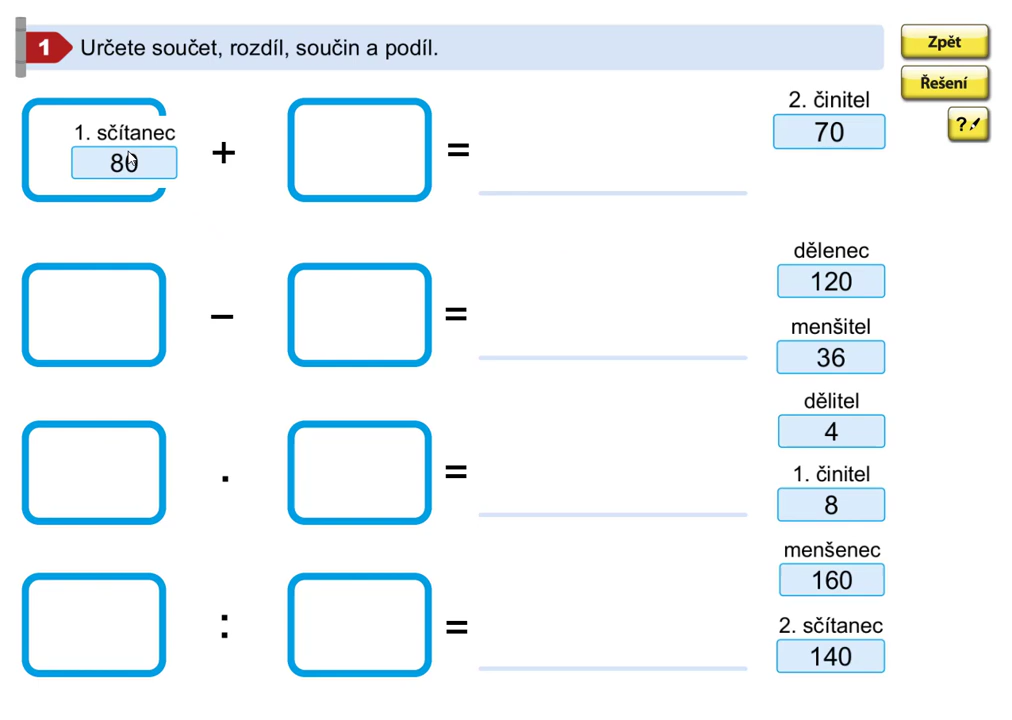 1 Určete součet, rozdíl, součin a podíl.
Zpět
Řešení
?
1. sčítanec
80
+
=
2. činitel
70
–
=
dělenec
120
menšitel
36
dělitel
4
·
=
1. činitel
8
menšenec
160
:
=
2. sčítanec
140